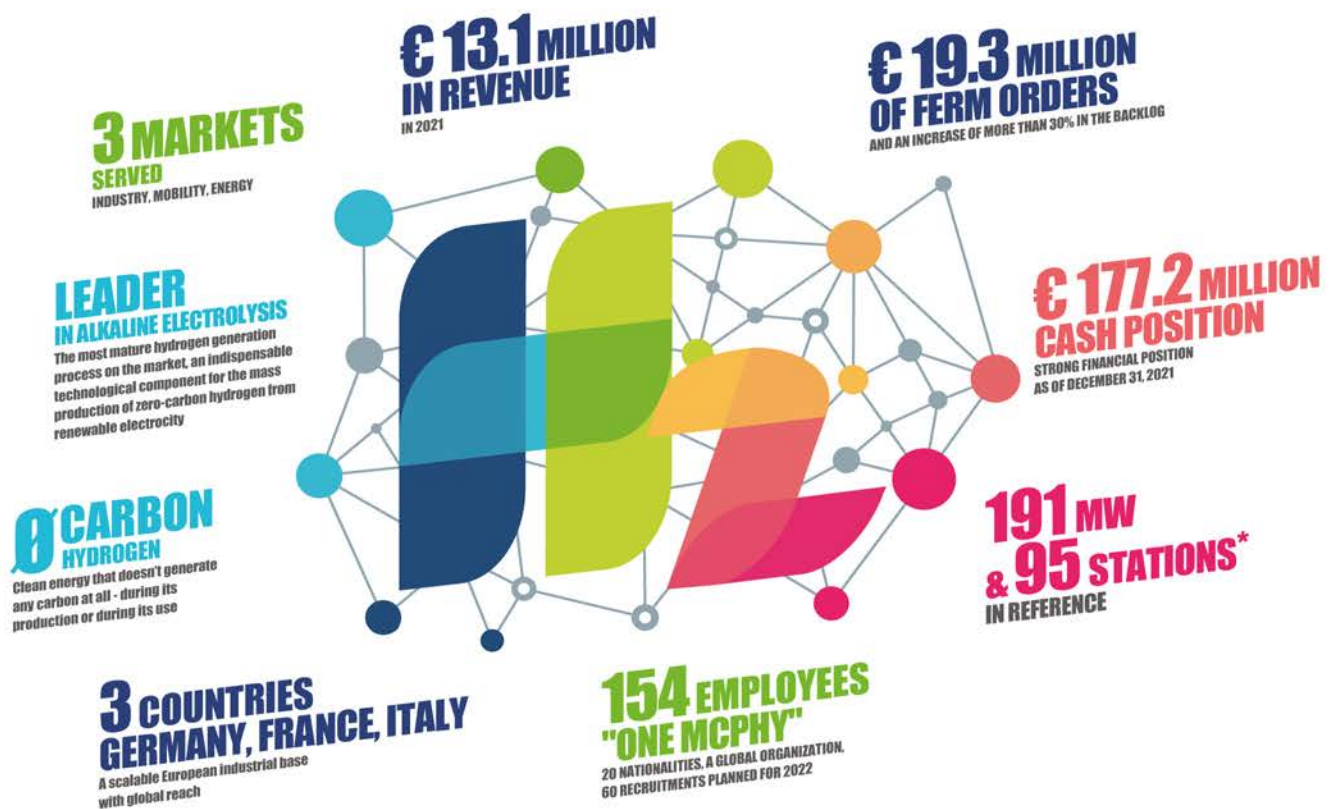 € 13.1 MILLION
IN REVENUE
IN 2021
€ 19.3 MILLION
OF FERM ORDERS
AND AN INCREASE OF MORE THAN 30% IN THE BACKLOG
3 MARKETS
SERVED
INDUSTRY, MOBILITY, ENERGY
LEADER
IN ALKALINE ELECTROLYSIS
The most mature hydrogen generation
process on the market, an indispensable
technological component for the mass
production of zero-carbon hydrogen from
renewable electrocity
€ 177.2 MILLION
CASH POSITION
STRONG FINANCIAL POSITION
AS OF DECEMBER 31, 2021
0 CARBON
HYDROGEN
Clean energy that doesn't generate
any carbon at all - during its
production or during its use
191 MW
& 95 STATIONS*
IN REFERENCE
3 COUNTRIES
GERMANY, FRANCE, ITALY
A scalable European industrial base
with global reach
154 EMPLOYEES
"ONE MCPHY"
20 NATIONALITIES, A GLOBAL ORGANIZATION,
60 RECRUITMENTS PLANNED FOR 2022
H2